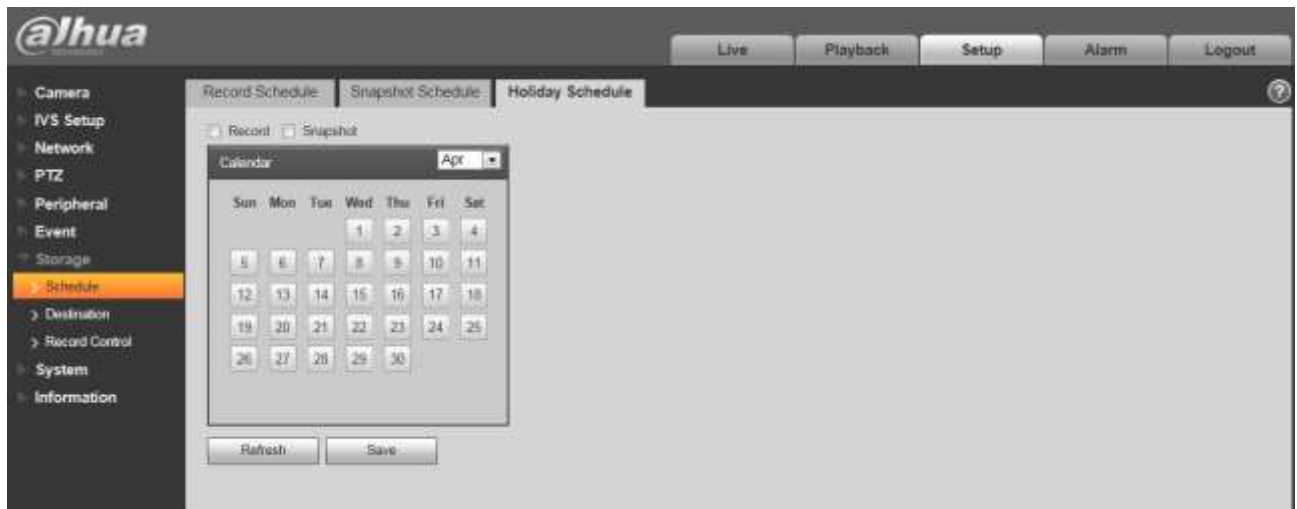 alhua
Live Playback Setup Alarm Logout
Camera
IVS Setup
Network
PTZ
Peripheral
Event
Storage
Schedule
Destination
Record Control
System
Information
Record Schedule Snapshot Schedule Holiday Schedule ?
Record Snapshot
Calendar Apr
Sun Mon Tue Wed Thu Fri Sat
1 2 3 4
5 6 7 8 9 10 11
12 13 14 15 16 17 18
19 20 21 22 23 24 25
26 27 28 29 30
Refresh Save